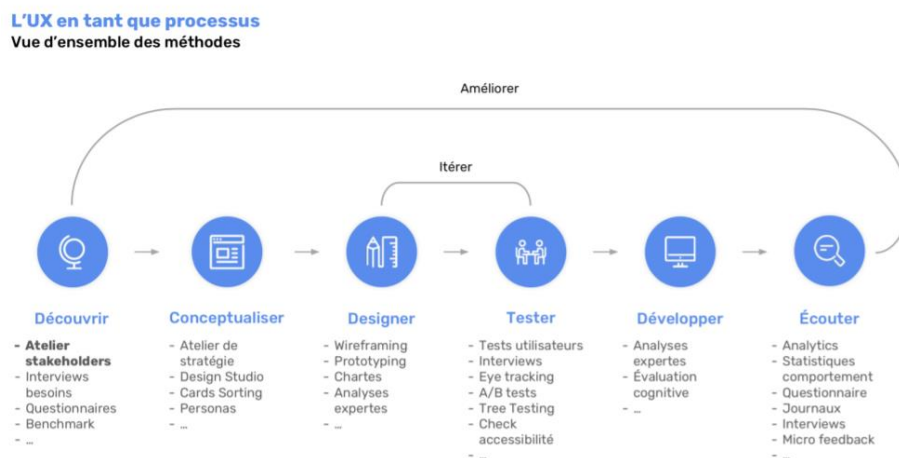 L’UX en tant que processus
Vue d’ensemble des méthodes
Améliorer
Itérer
Découvrir
- Atelier
stakeholders
- Interviews
besoins
- Questionnaires
- Benchmark
- …
Conceptualiser
- Atelier de
stratégie
- Design Studio
- Cards Sorting
- Personas
- …
Designer
- Wireframing
- Prototyping
- Chartes
- Analyses
expertes
- …
Tester
- Tests utilisateurs
- Interviews
- Eye tracking
- A/B tests
- Tree Testing
- Check
accessibilité
- …
Développer
- Analyses
expertes
- Évaluation
cognitive
- …
Écouter
- Analytics
- Statistiques
comportement
- Questionnaire
- Journaux
- Interviews
- Micro feedback
- …